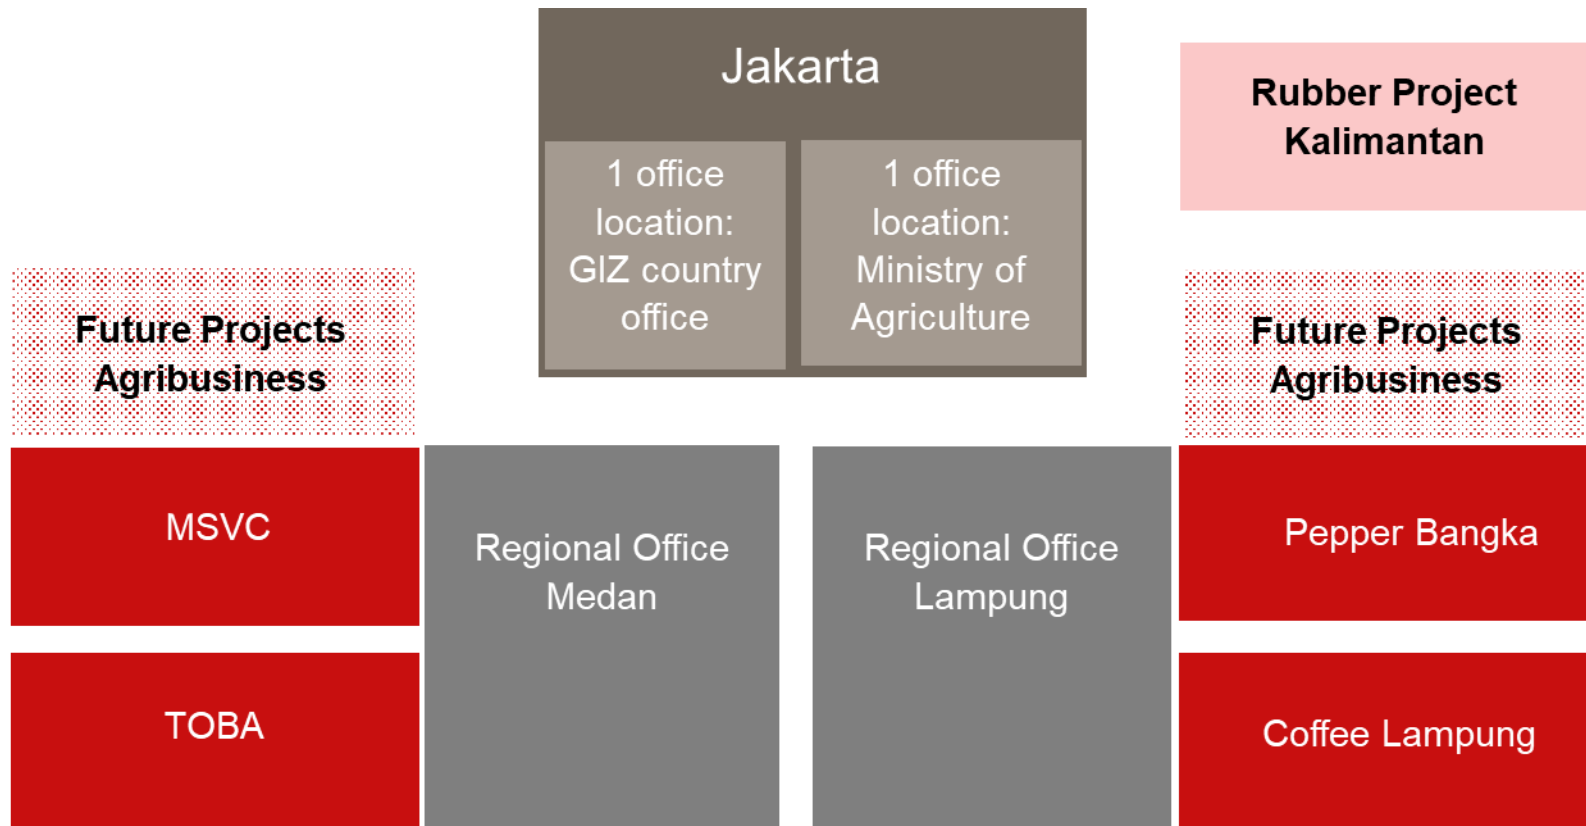 Jakarta
1 office
location:
GIZ country
office
1 office
location:
Ministry of
Agriculture
Rubber Project
Kalimantan
Future Projects
Agribusiness
Future Projects
Agribusiness
MSVC
Regional Office
Medan
Regional Office
Lampung
Pepper Bangka
TOBA
Coffee Lampung